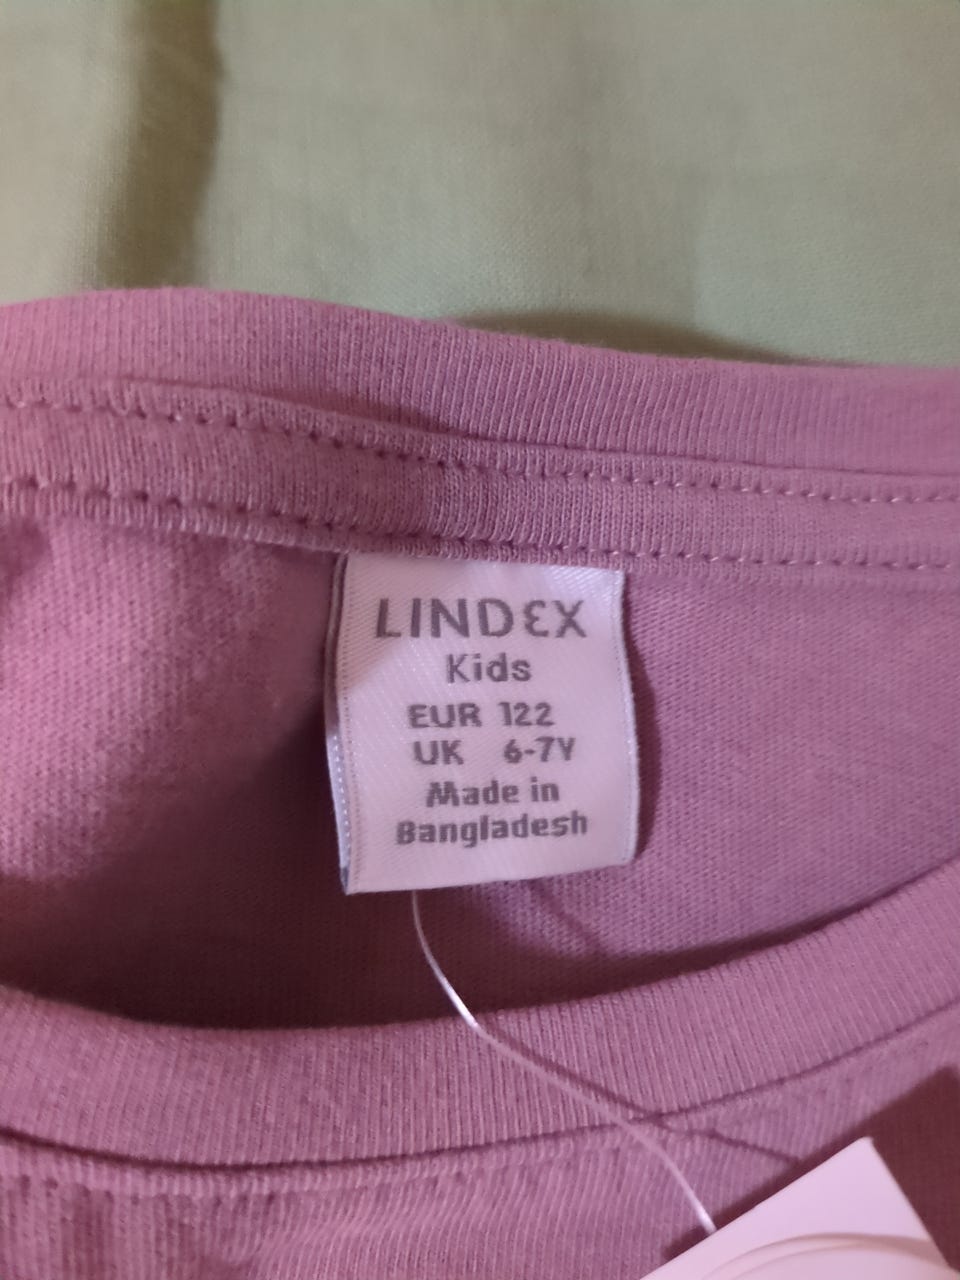 LINDEX
Kids
EUR 122
UK 6-7Y
Made in
Bangladesh